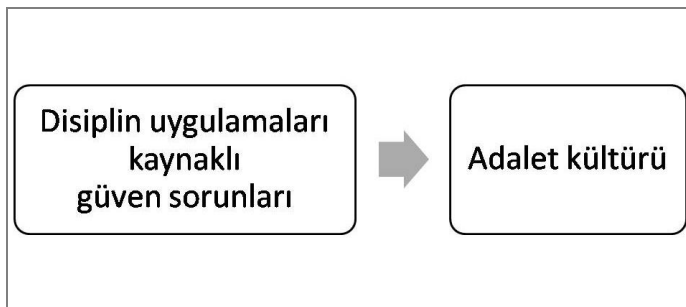 Disiplin uygulamaları
kaynaklı
güven sorunları
Adalet kültürü